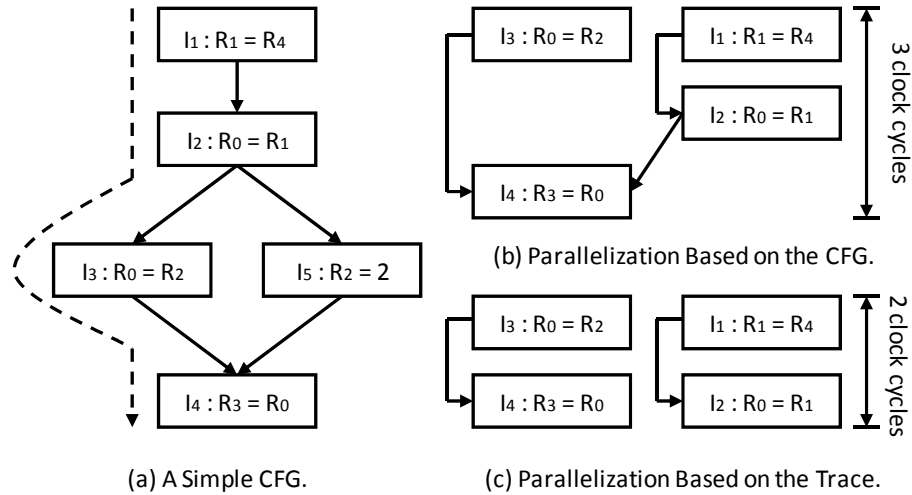 I1 : R1 = R4
I2 : R0 = R1
I3 : R0 = R2
I5 : R2 = 2
I4 : R3 = R0
(a) A Simple CFG.
I3 : R0 = R2
I1 : R1 = R4
I2 : R0 = R1
I4 : R3 = R0
3 clock cycles
(b) Parallelization Based on the CFG.
I3 : R0 = R2
I1 : R1 = R4
I4 : R3 = R0
I2 : R0 = R1
2 clock cycles
(c) Parallelization Based on the Trace.